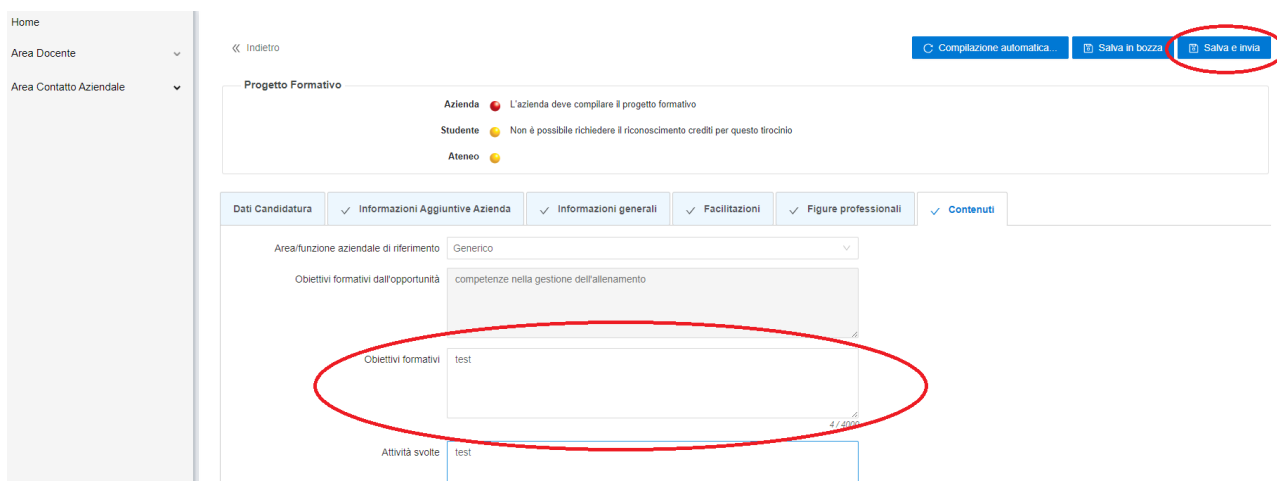 Home
Area Docente
Area Contatto Aziendale
Indietro
Compilazione automatica...
Salva in bozza
Salva e invia
Progetto Formativo
Azienda L'azienda deve compilare il progetto formativo
Studente Non è possibile richiedere il riconoscimento crediti per questo tirocinio
Ateneo
Dati Candidatura Informazioni Aggiuntive Azienda Informazioni generali Facilitazioni Figure professionali Contenuti
Area/funzione aziendale di riferimento Generico
Obiettivi formativi dall'opportunità competenze nella gestione dell'allenamento
Obiettivi formativi test
4 / 4000
Attività svolte test